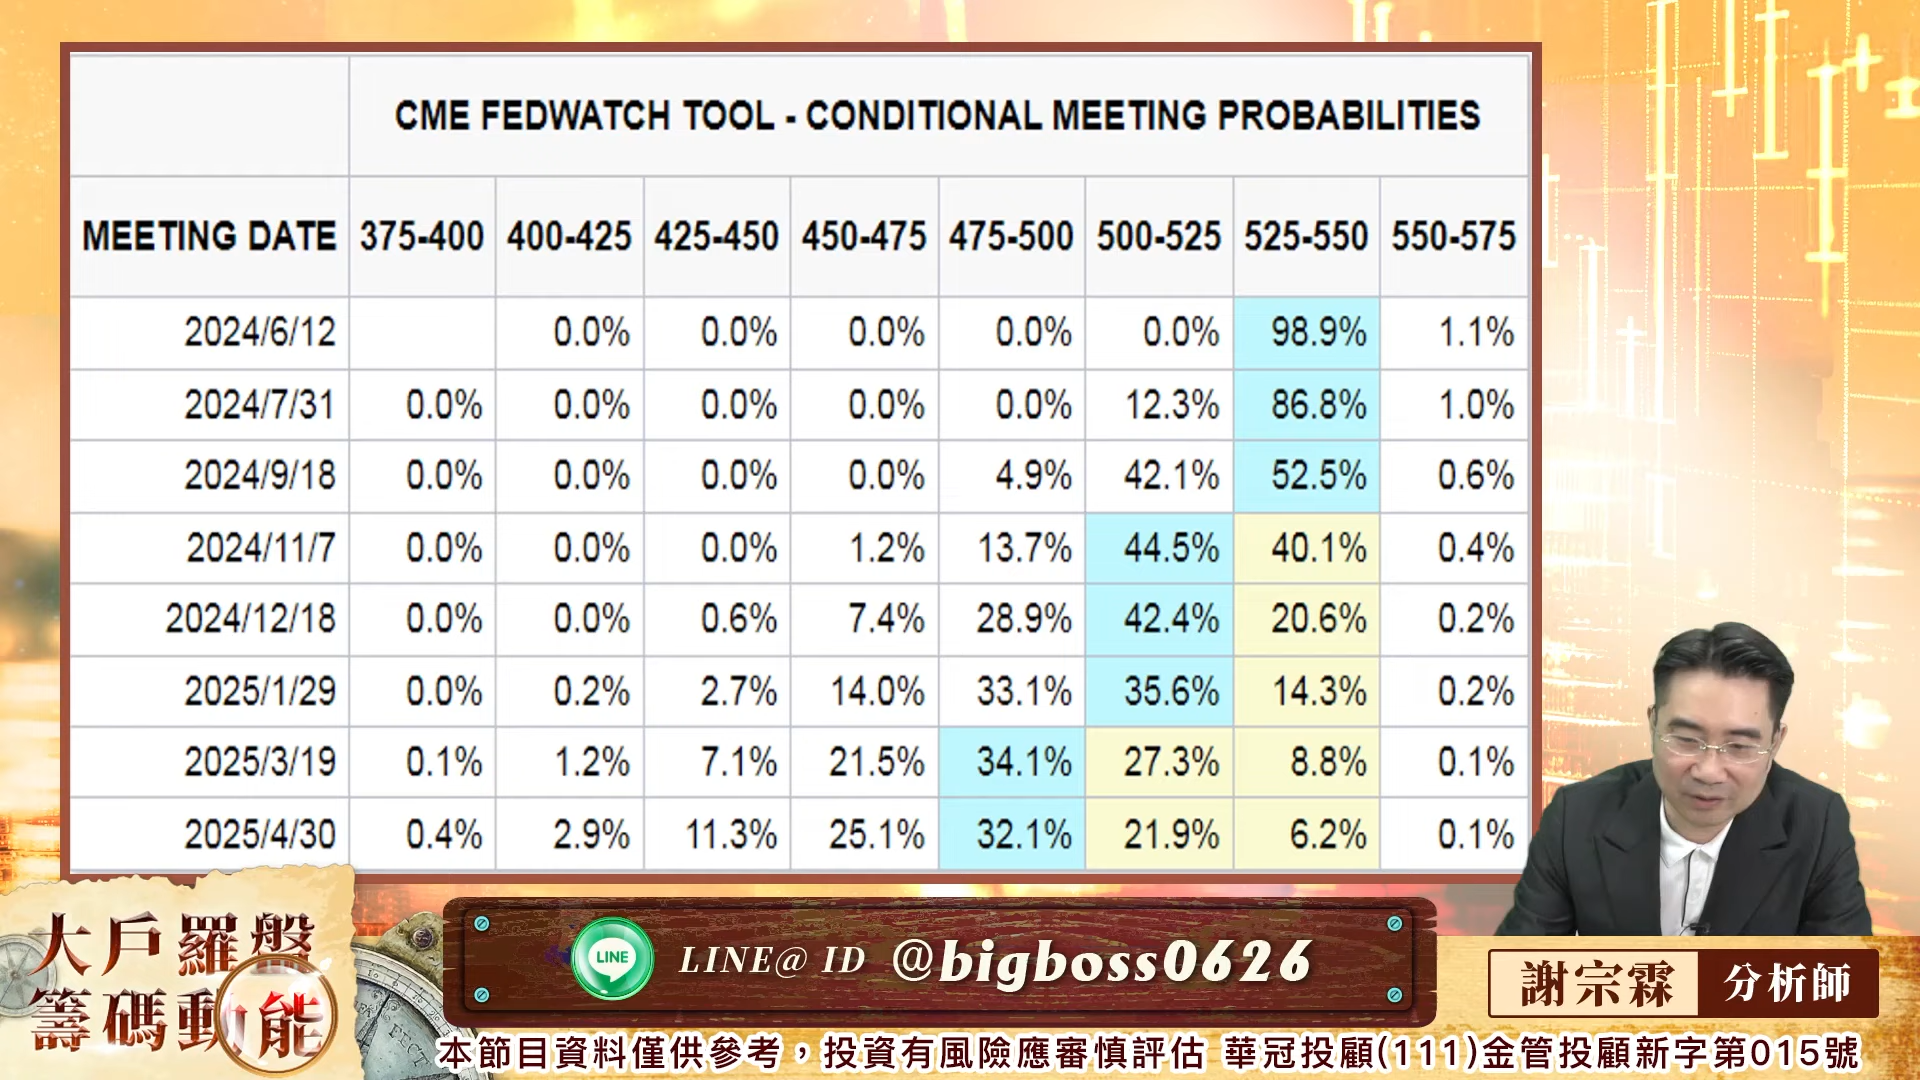 CME FEDWATCH TOOL - CONDITIONAL MEETING PROBABILITIES
MEETING DATE 375-400 400-425 425-450 450-475 475-500 500-525 525-550 550-575
2024/6/12 0.0% 0.0% 0.0% 0.0% 0.0% 98.9% 1.1%
2024/7/31 0.0% 0.0% 0.0% 0.0% 0.0% 12.3% 86.8% 1.0%
2024/9/18 0.0% 0.0% 0.0% 0.0% 4.9% 42.1% 52.5% 0.6%
2024/11/7 0.0% 0.0% 0.0% 1.2% 13.7% 44.5% 40.1% 0.4%
2024/12/18 0.0% 0.0% 0.6% 7.4% 28.9% 42.4% 20.6% 0.2%
2025/1/29 0.0% 0.2% 2.7% 14.0% 33.1% 35.6% 14.3% 0.2%
2025/3/19 0.1% 1.2% 7.1% 21.5% 34.1% 27.3% 8.8% 0.1%
2025/4/30 0.4% 2.9% 11.3% 25.1% 32.1% 21.9% 6.2% 0.1%
大戶羅盤
籌碼動能
LINE LINE@ ID @bigboss0626
謝宗霖 分析師
本節目資料僅供參考，投資有風險應審慎評估 華冠投顧(111)金管投顧新字第015號